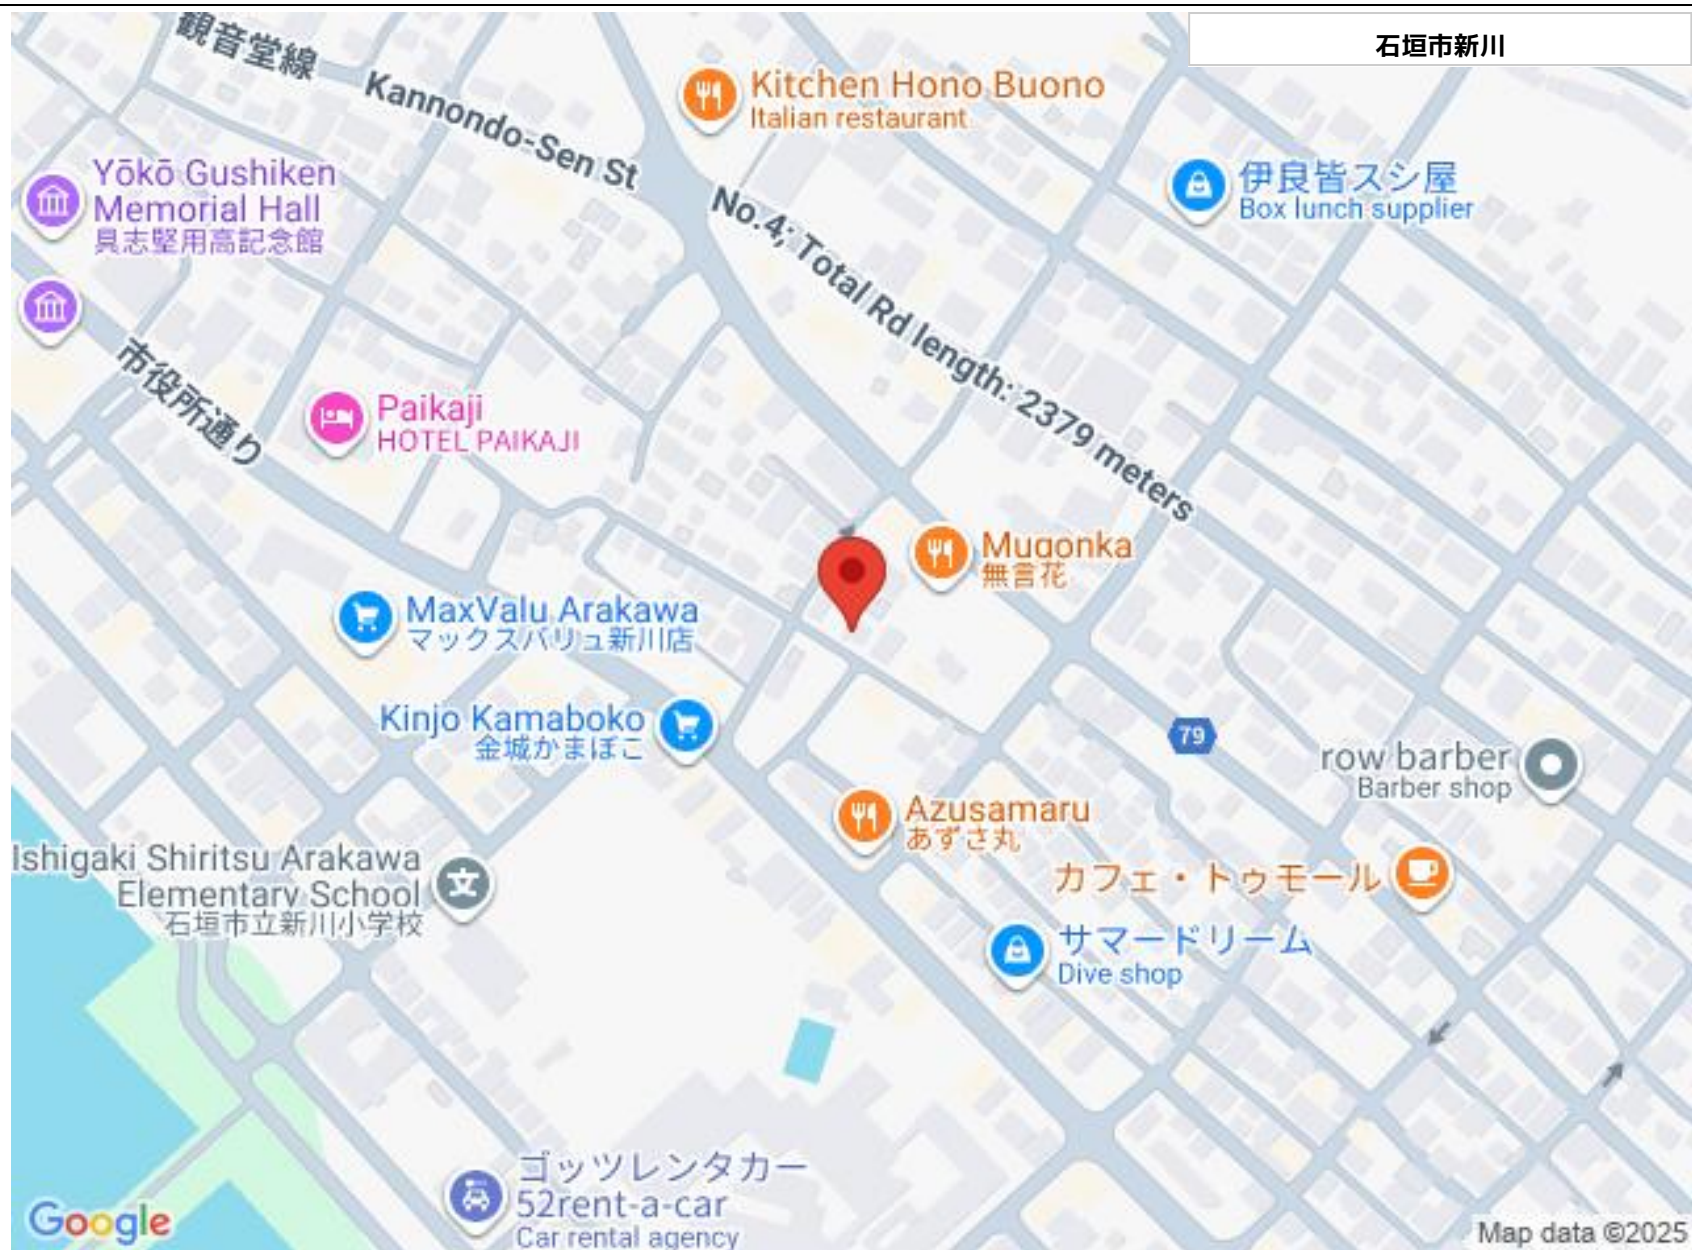 石垣市新川
観音堂線
Kannondo-Sen St
Kitchen Hono Buono
Italian restaurant
Yōkō Gushiken
Memorial Hall
具志堅用高記念館
No.4; Total Rd length: 2379 meters
伊良皆スシ屋
Box lunch supplier
市役所通り
Paikaji
HOTEL PAIKAJI
Mugonka
無言花
MaxValu Arakawa
マックスバリュ新川店
Kinjo Kamaboko
金城かまぼこ
79
row barber
Barber shop
Azusamaru
あずさ丸
Ishigaki Shiritsu Arakawa
Elementary School
石垣市立新川小学校
文
カフェ・トゥモール
サマードリーム
Dive shop
ゴッツレンタカー
52rent-a-car
Car rental agency
Google
Map data ©2025